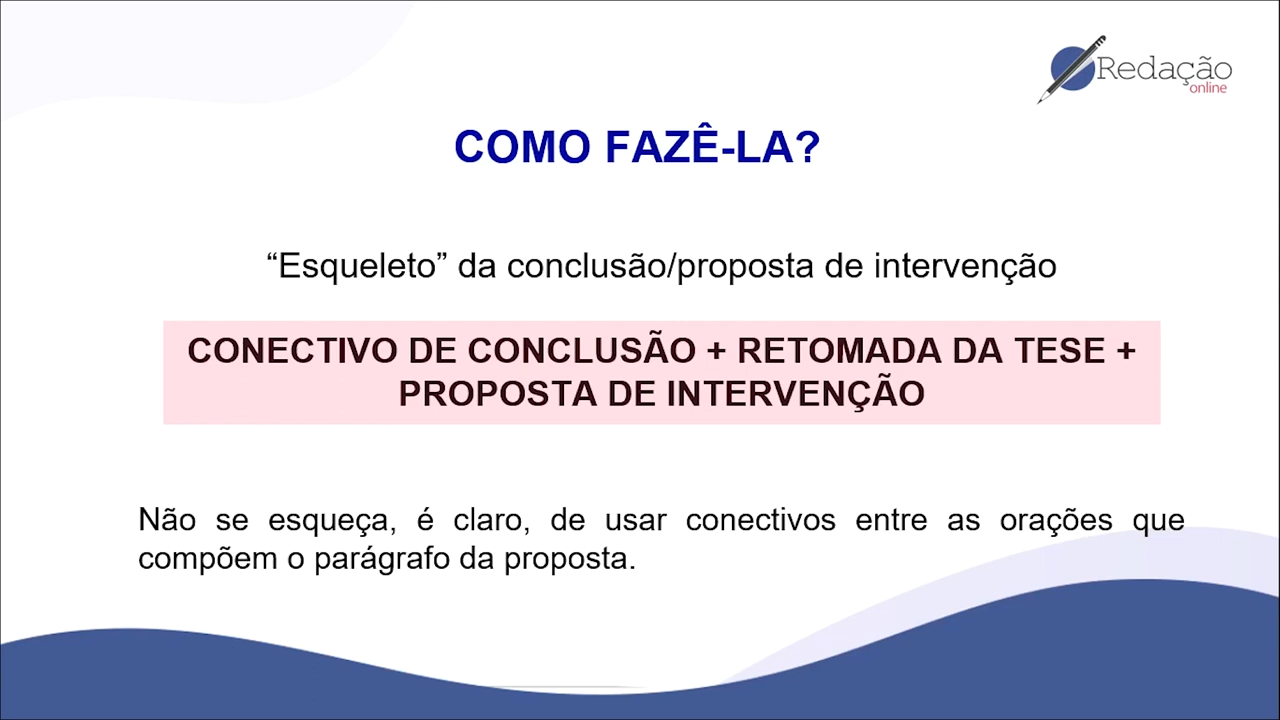 Redação
online
COMO FAZÊ-LA?
“Esqueleto” da conclusão/proposta de intervenção
CONECTIVO DE CONCLUSÃO + RETOMADA DA TESE +
PROPOSTA DE INTERVENÇÃO
Não se esqueça, é claro, de usar conectivos entre as orações que
compõem o parágrafo da proposta.